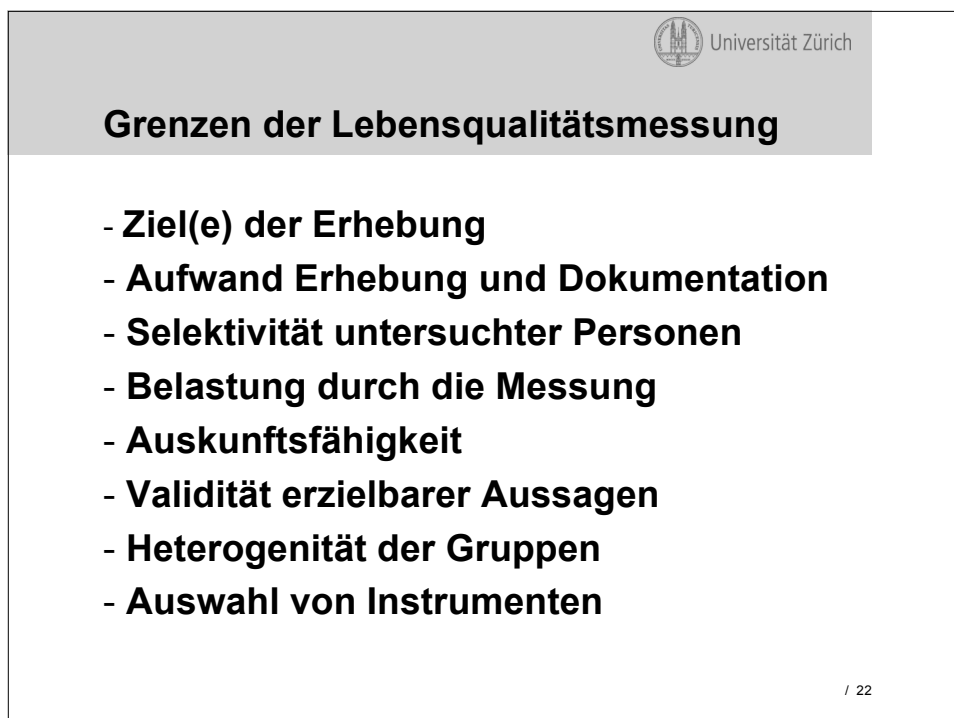 Universität Zürich
Grenzen der Lebensqualitätsmessung
- Ziel(e) der Erhebung
- Aufwand Erhebung und Dokumentation
- Selektivität untersuchter Personen
- Belastung durch die Messung
- Auskunftsfähigkeit
- Validität erzielbarer Aussagen
- Heterogenität der Gruppen
- Auswahl von Instrumenten
/ 22